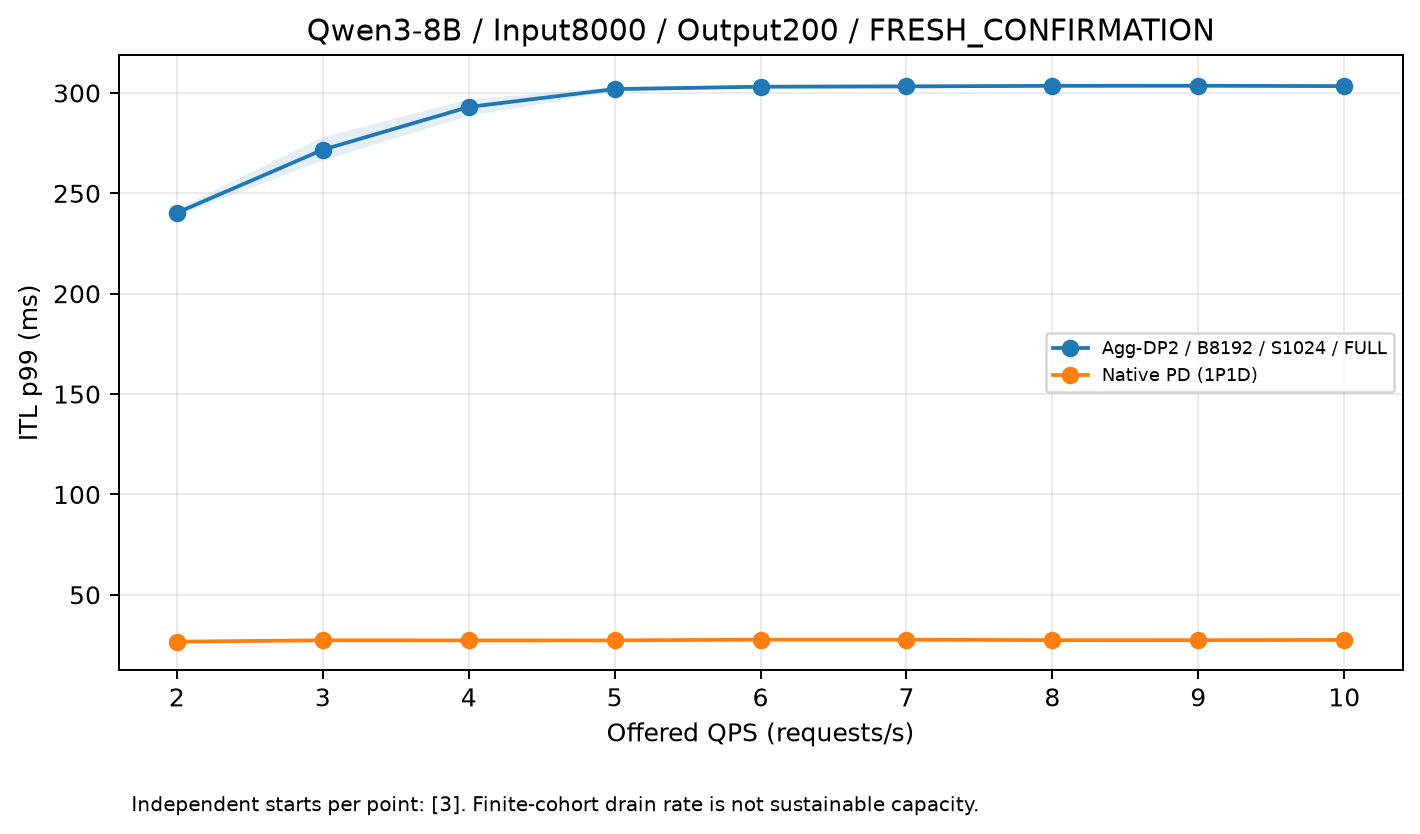 Qwen3-8B / Input8000 / Output200 / FRESH_CONFIRMATION
ITL p99 (ms)
300
250
200
150
100
50
Agg-DP2 / B8192 / S1024 / FULL
Native PD (1P1D)
2 3 4 5 6 7 8 9 10
Offered QPS (requests/s)
Independent starts per point: [3]. Finite-cohort drain rate is not sustainable capacity.